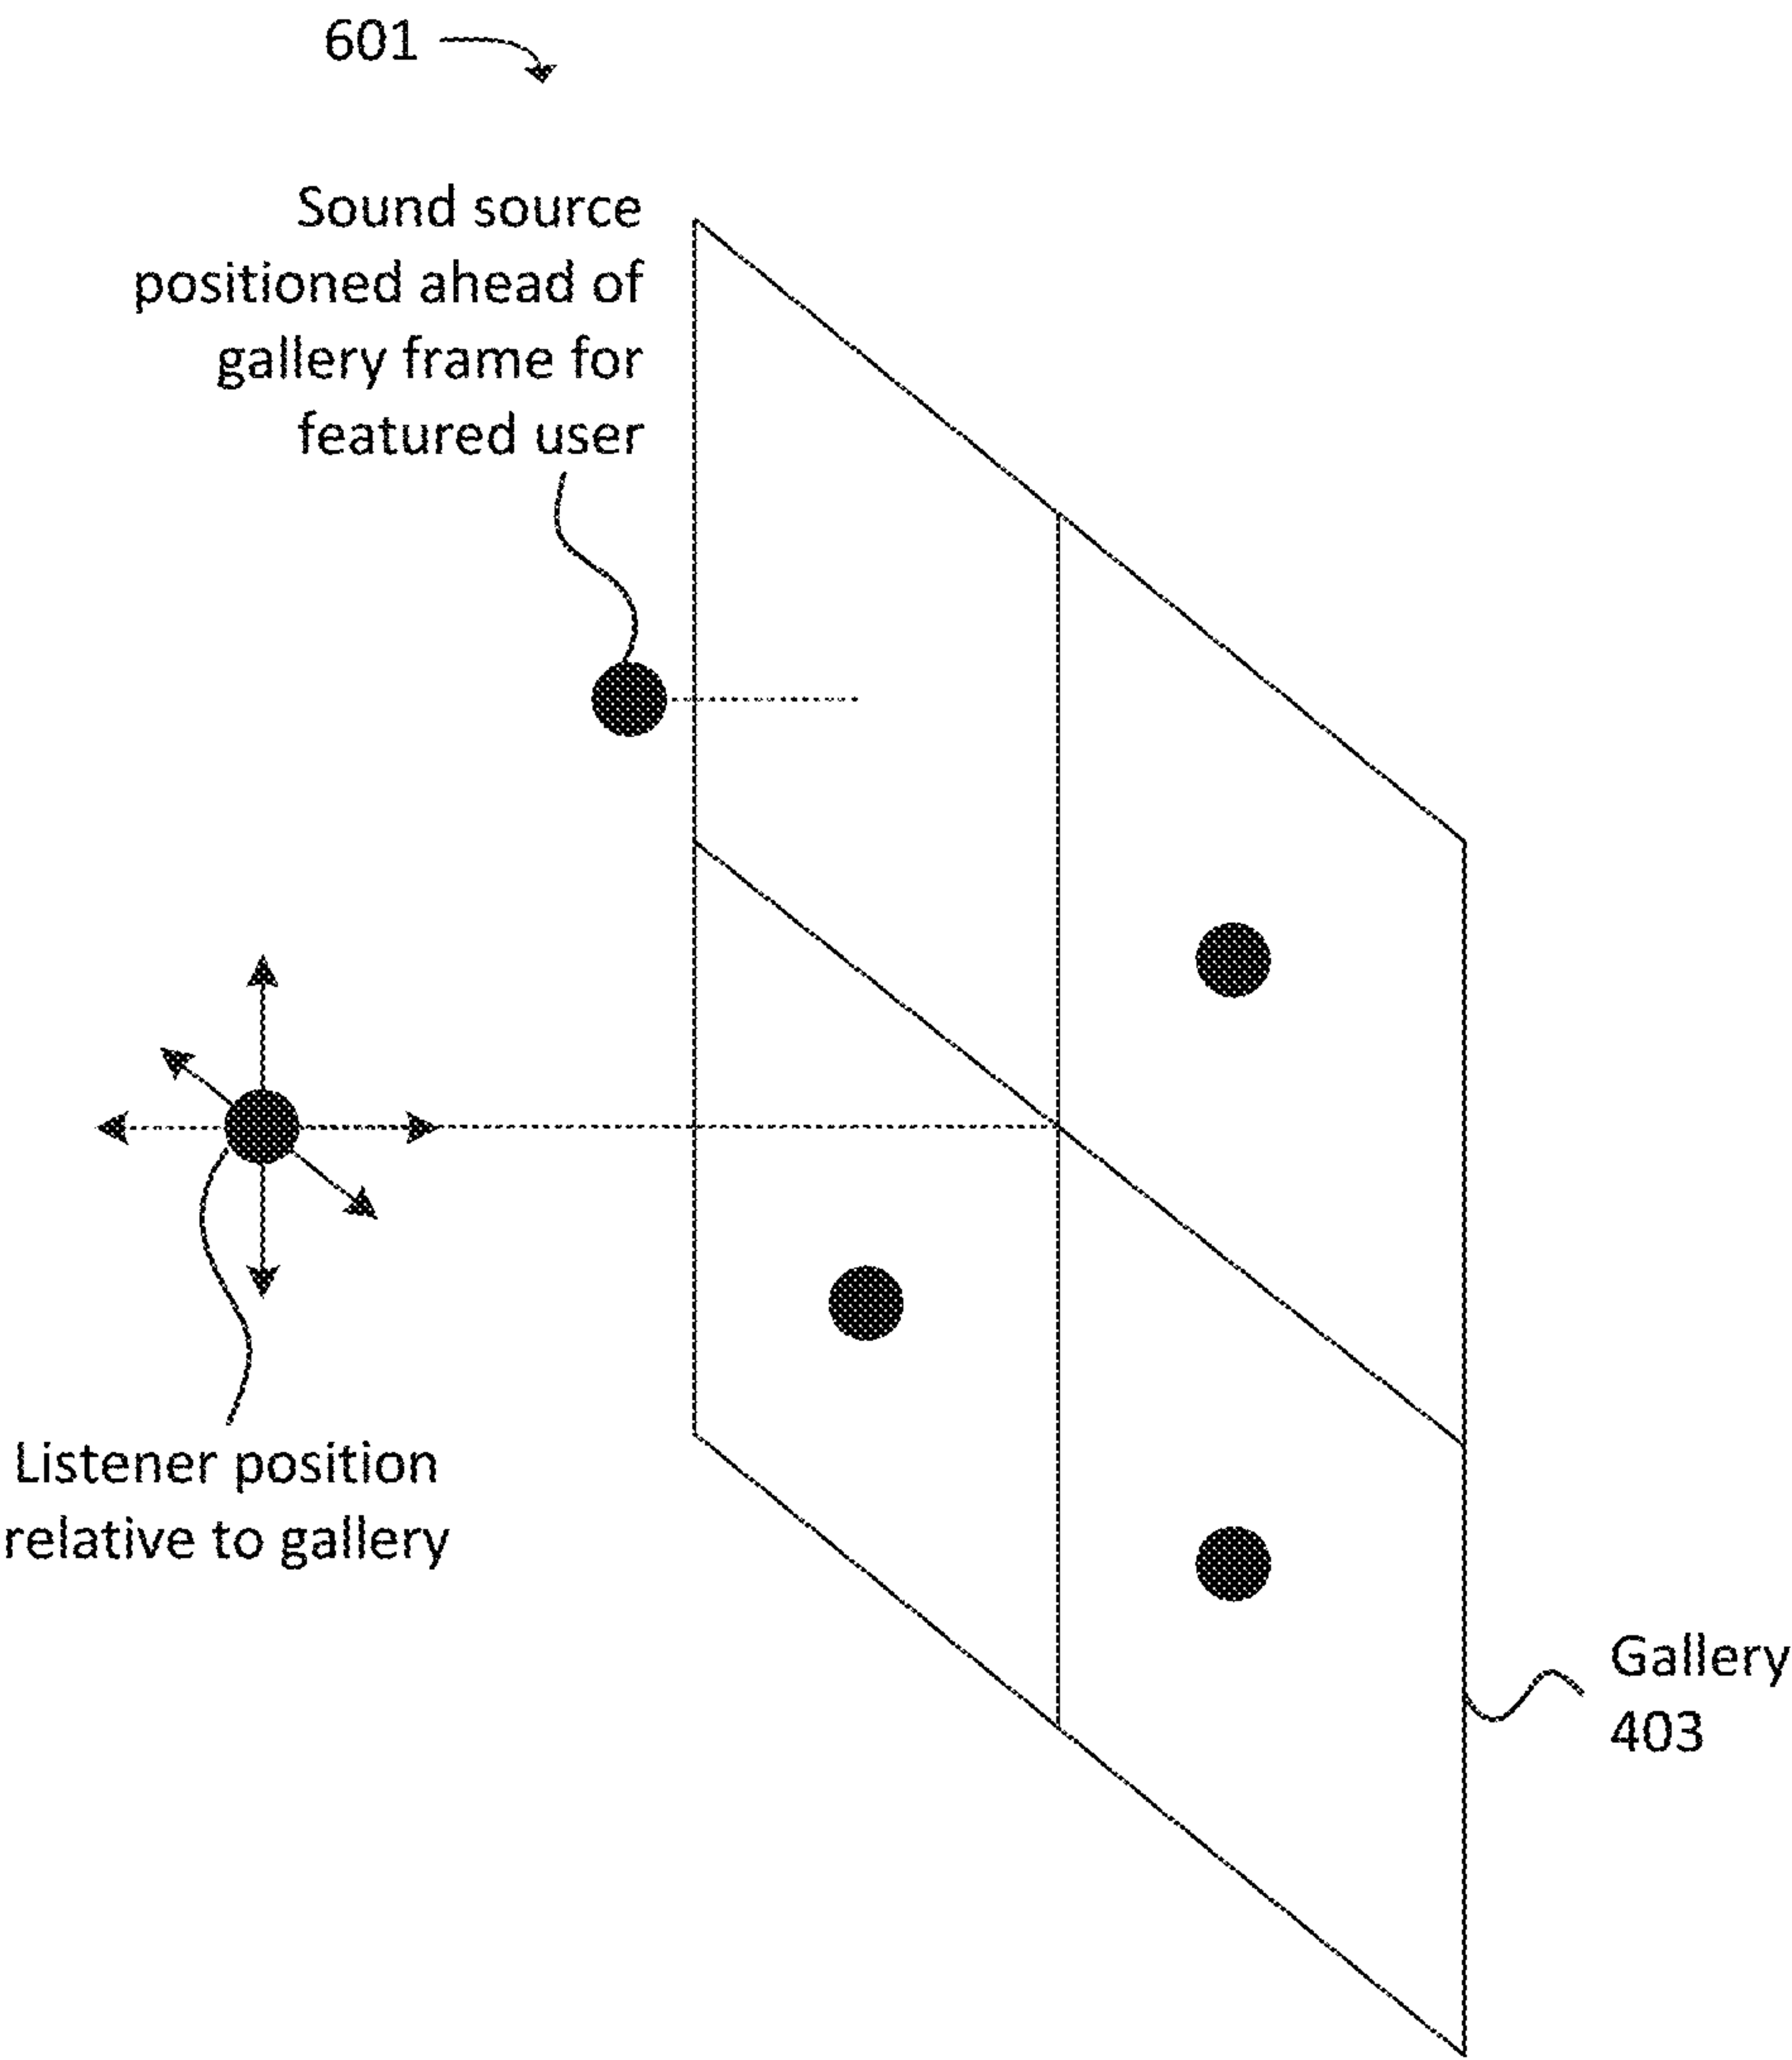 601
Sound source
positioned ahead of
gallery frame for
featured user
Listener position
relative to gallery
Gallery
403